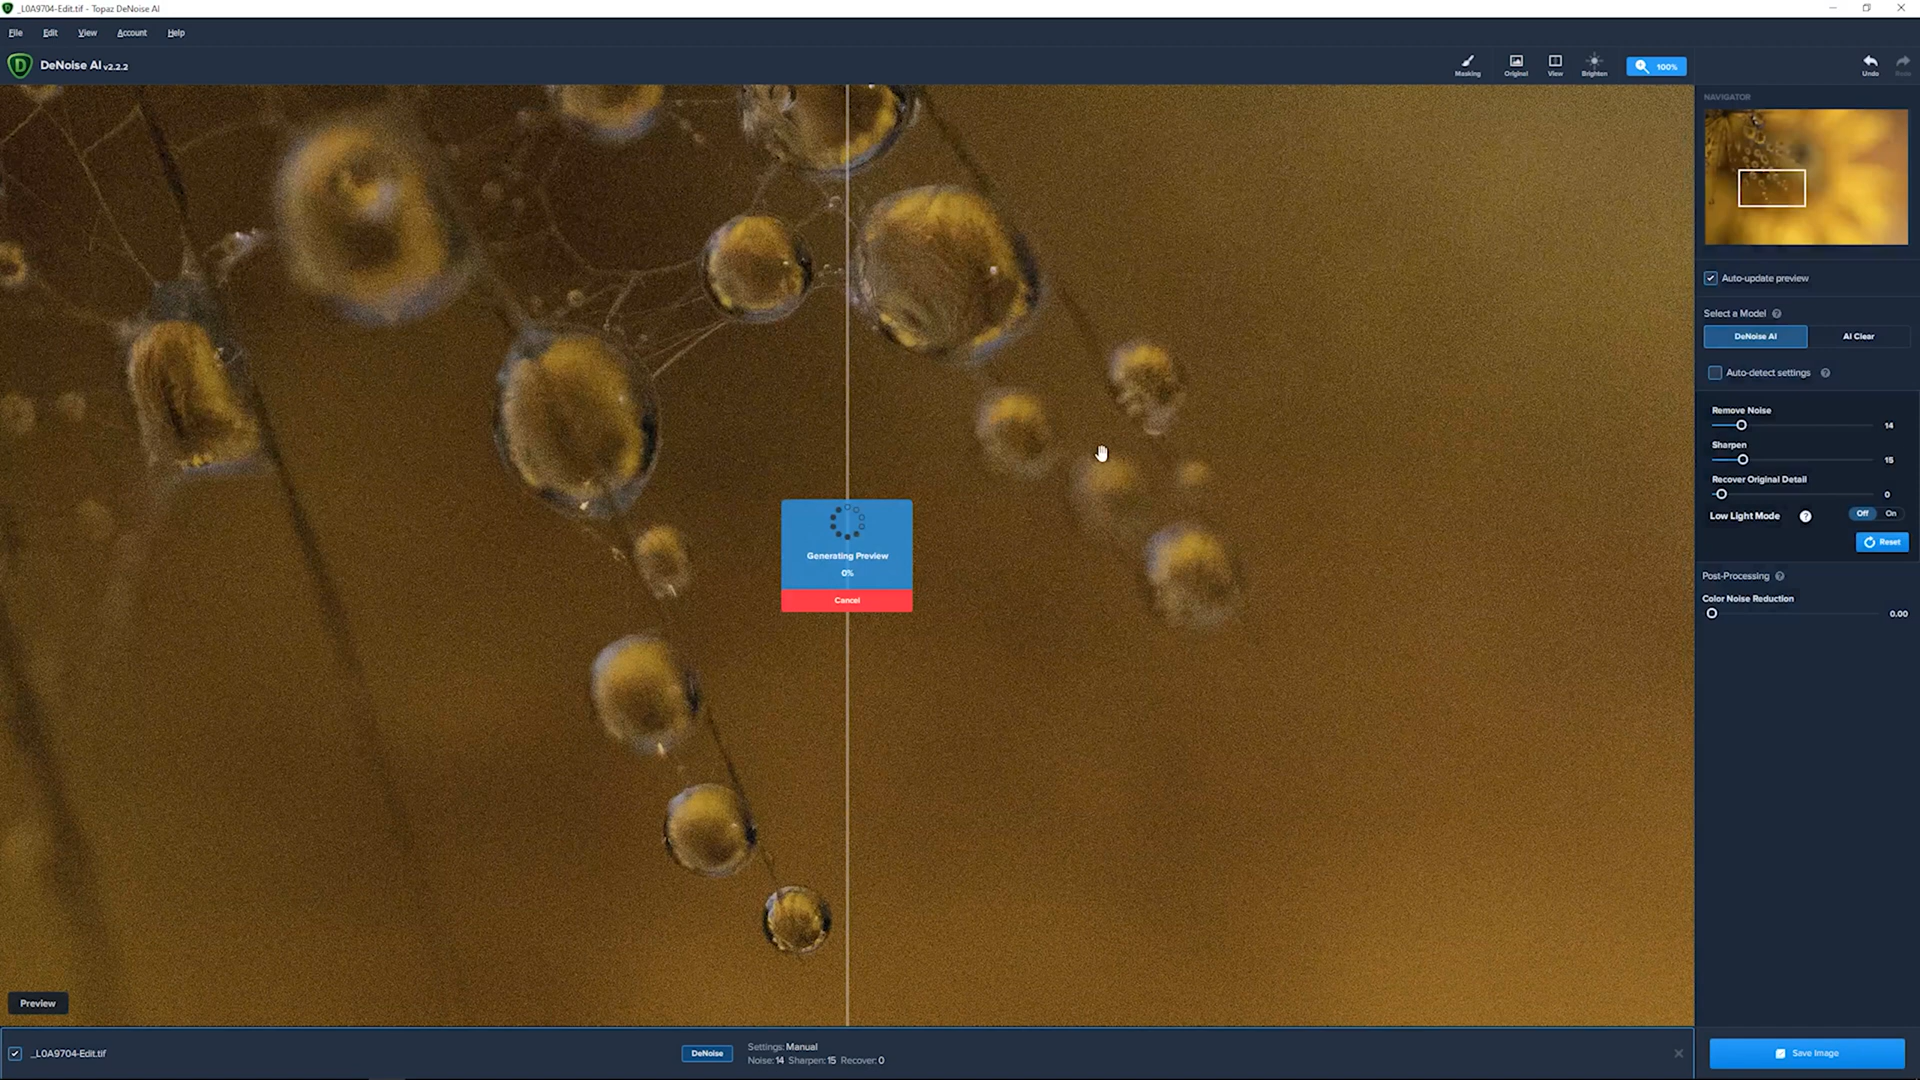 _L0A9704-Edit.tif - Topaz DeNoise AI
File Edit View Account Help
DeNoise AI v2.2.2
Masking Original View Brighten 100% Undo Redo
NAVIGATOR
Auto-update preview
Select a Model
DeNoise AI AI Clear
Auto-detect settings
Remove Noise
14
Sharpen
15
Recover Original Detail
0
Low Light Mode Off On
Reset
Post-Processing
Color Noise Reduction
0.00
Generating Preview
0%
Cancel
Preview
_L0A9704-Edit.tif
DeNoise
Settings: Manual
Noise: 14 Sharpen: 15 Recover: 0
Save Image